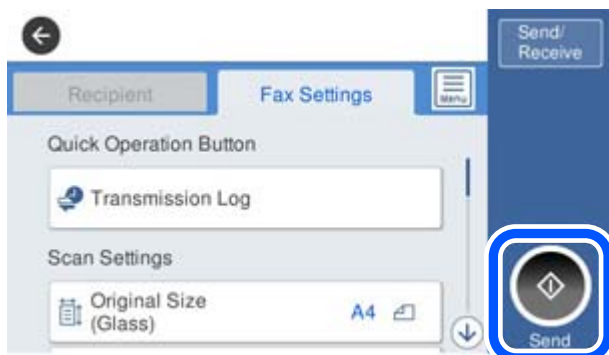 Send/
Receive
Recipient
Fax Settings
Menu
Quick Operation Button
Transmission Log
Scan Settings
Original Size
(Glass)
A4
Send